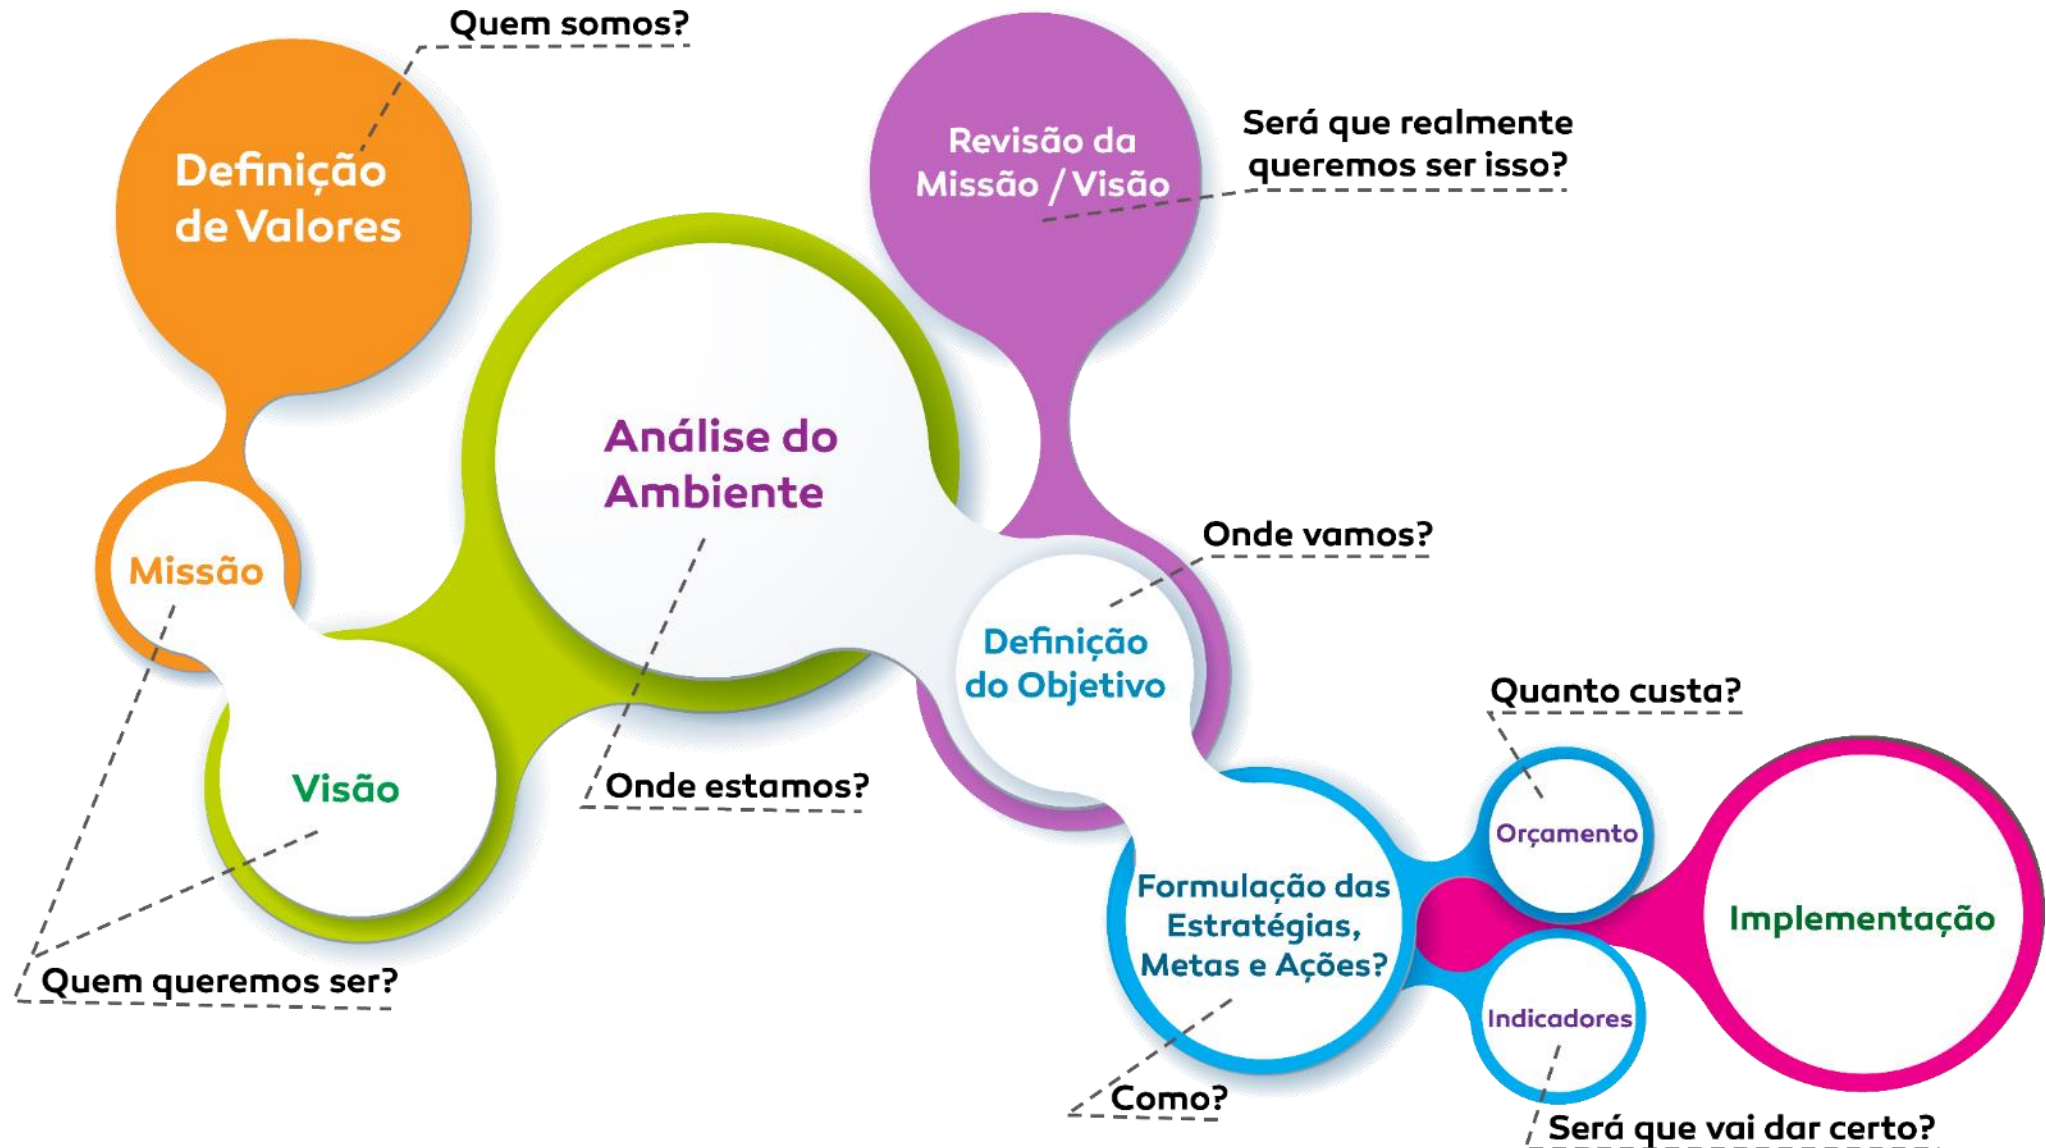 Quem somos?
Definição
de Valores
Missão
Visão
Quem queremos ser?
Análise do
Ambiente
Onde estamos?
Revisão da
Missão / Visão
Será que realmente
queremos ser isso?
Onde vamos?
Definição
do Objetivo
Formulação das
Estratégias,
Metas e Ações?
Como?
Quanto custa?
Orçamento
Indicadores
Será que vai dar certo?
Implementação